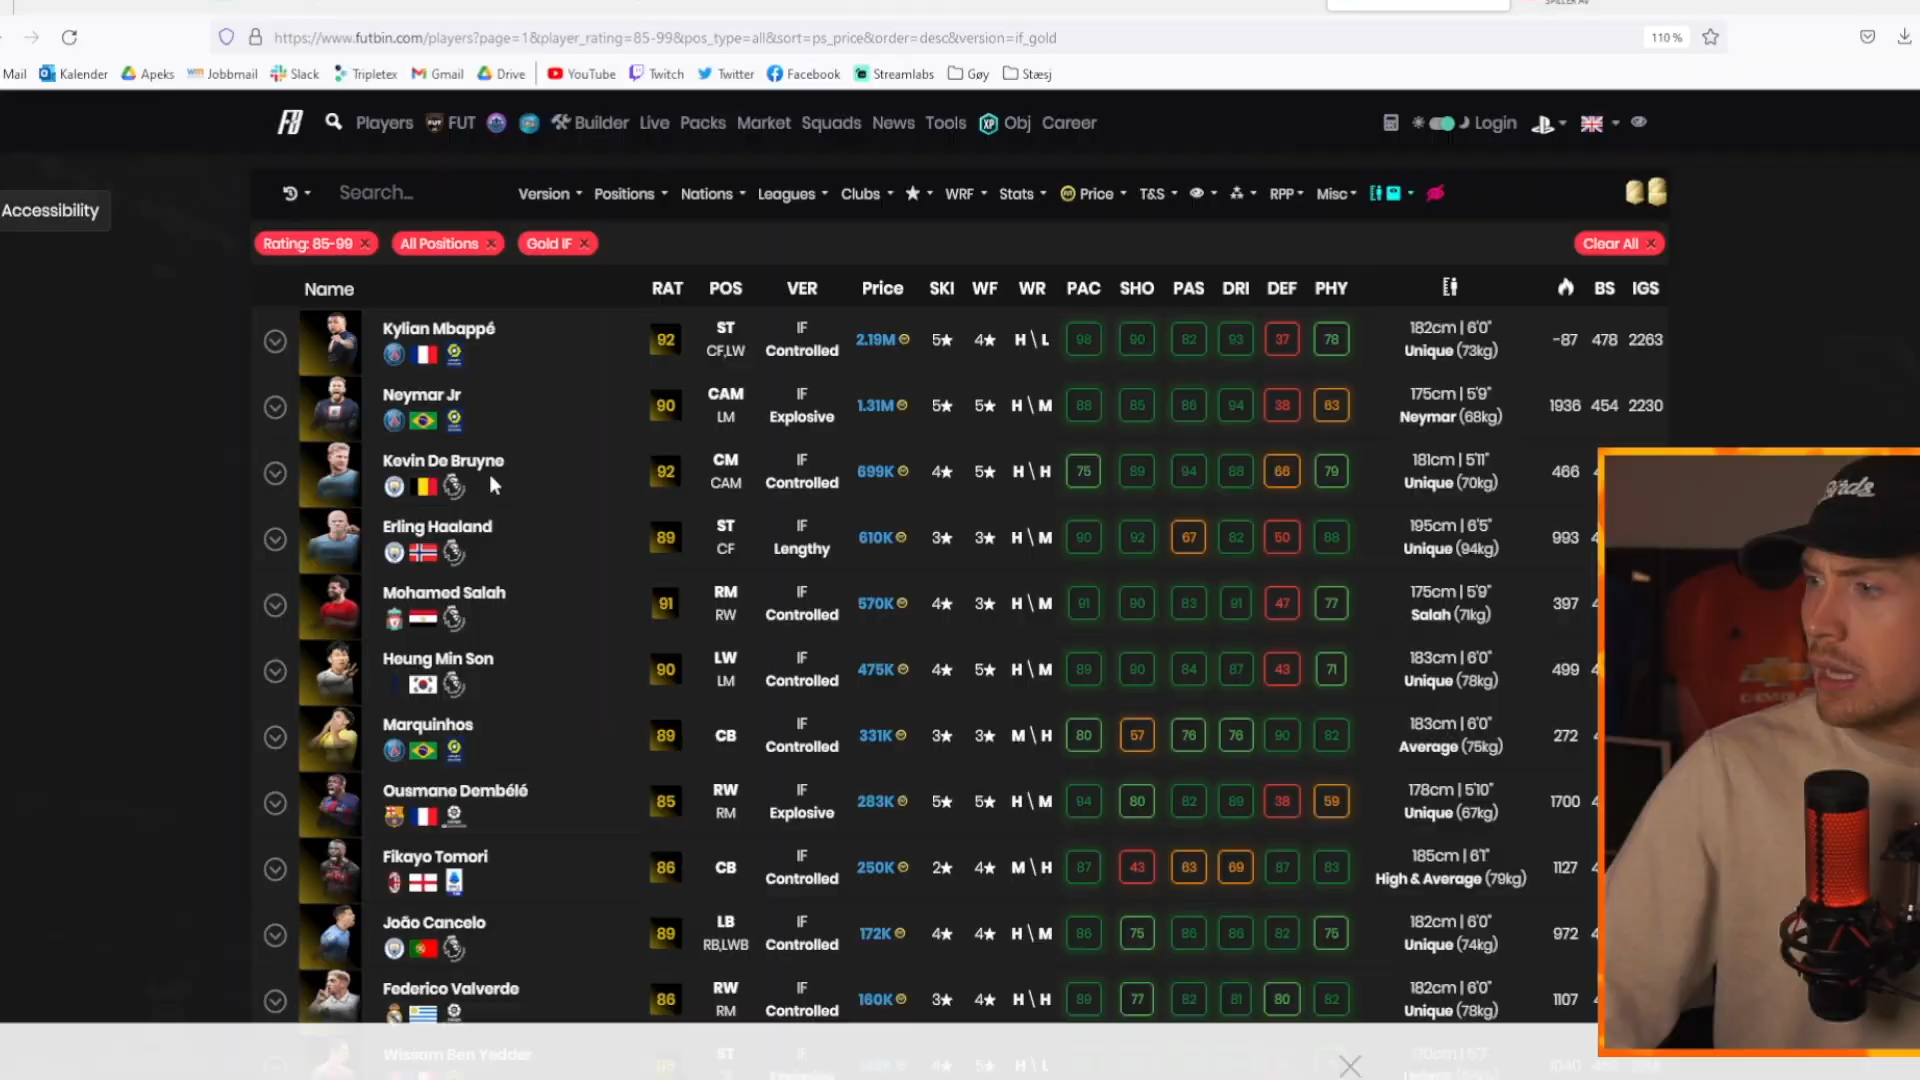 SPILLER AV
https://www.futbin.com/players?page=1&player_rating=85-99&pos_type=all&sort=ps_price&order=desc&version=if_gold 110 %
Mail Kalender Apeks Jobbmail Slack Tripletex Gmail Drive YouTube Twitch Twitter Facebook Streamlabs Gøy Stæsj
Players FUT Builder Live Packs Market Squads News Tools XP Obj Career Login
Search... Version Positions Nations Leagues Clubs WRF Stats Price T&S RPP Misc
Accessibility
Rating: 85-99 All Positions Gold IF Clear All
Name RAT POS VER Price SKI WF WR PAC SHO PAS DRI DEF PHY BS IGS
Kylian Mbappé 92 ST CF,LW IF Controlled 2.19M 5★ 4★ H \ L 98 90 82 93 37 78 182cm | 6'0" Unique (73kg) -87 478 2263
Neymar Jr 90 CAM LM IF Explosive 1.31M 5★ 5★ H \ M 88 85 86 94 38 63 175cm | 5'9" Neymar (68kg) 1936 454 2230
Kevin De Bruyne 92 CM CAM IF Controlled 699K 4★ 5★ H \ H 75 89 94 88 66 79 181cm | 5'11" Unique (70kg) 466
Erling Haaland 89 ST CF IF Lengthy 610K 3★ 3★ H \ M 90 92 67 82 50 88 195cm | 6'5" Unique (94kg) 993
Mohamed Salah 91 RM RW IF Controlled 570K 4★ 3★ H \ M 91 90 83 91 47 77 175cm | 5'9" Salah (71kg) 397
Heung Min Son 90 LW LM IF Controlled 475K 4★ 5★ H \ M 89 90 84 87 43 71 183cm | 6'0" Unique (78kg) 499
Marquinhos 89 CB IF Controlled 331K 3★ 3★ M \ H 80 57 76 76 90 82 183cm | 6'0" Average (75kg) 272
Ousmane Dembélé 85 RW RM IF Explosive 283K 5★ 5★ H \ M 94 80 82 89 38 59 178cm | 5'10" Unique (67kg) 1700
Fikayo Tomori 86 CB IF Controlled 250K 2★ 4★ M \ H 87 43 63 69 87 83 185cm | 6'1" High & Average (79kg) 1127
João Cancelo 89 LB RB,LWB IF Controlled 172K 4★ 4★ H \ M 86 75 86 86 82 75 182cm | 6'0" Unique (74kg) 972
Federico Valverde 86 RW RM IF Controlled 160K 3★ 4★ H \ H 89 77 82 81 80 82 182cm | 6'0" Unique (78kg) 1107
Wissam Ben Yedder ST